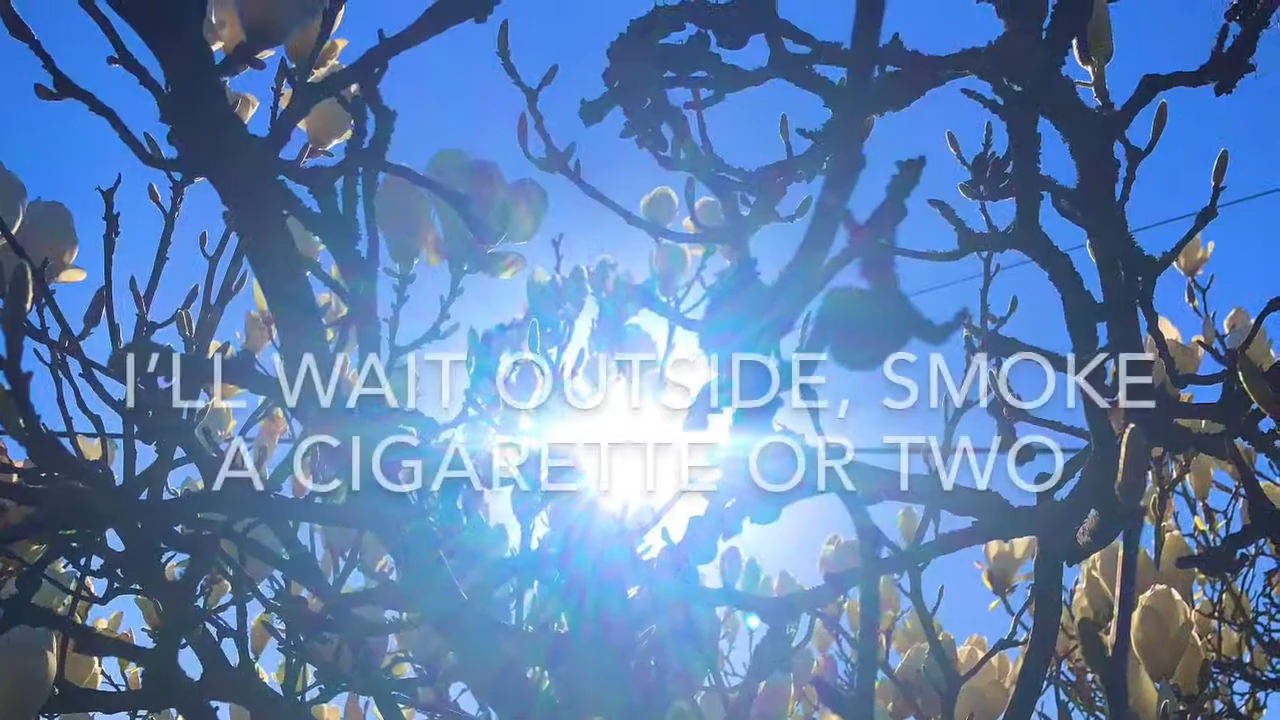 I’LL WAIT OUTSIDE, SMOKE
A CIGARETTE OR TWO